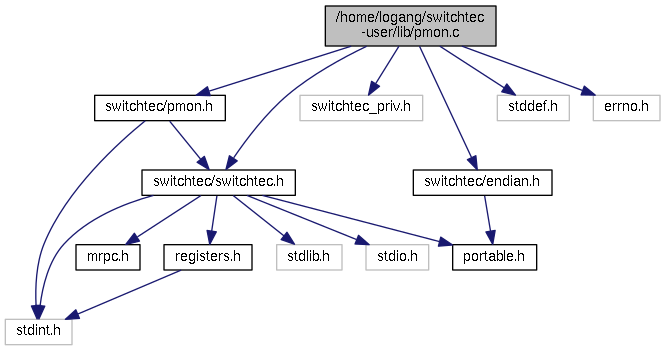 /home/logang/switchtec
-user/lib/pmon.c
switchtec/pmon.h
switchtec_priv.h
stddef.h
errno.h
switchtec/switchtec.h
switchtec/endian.h
mrpc.h
registers.h
stdlib.h
stdio.h
portable.h
stdint.h